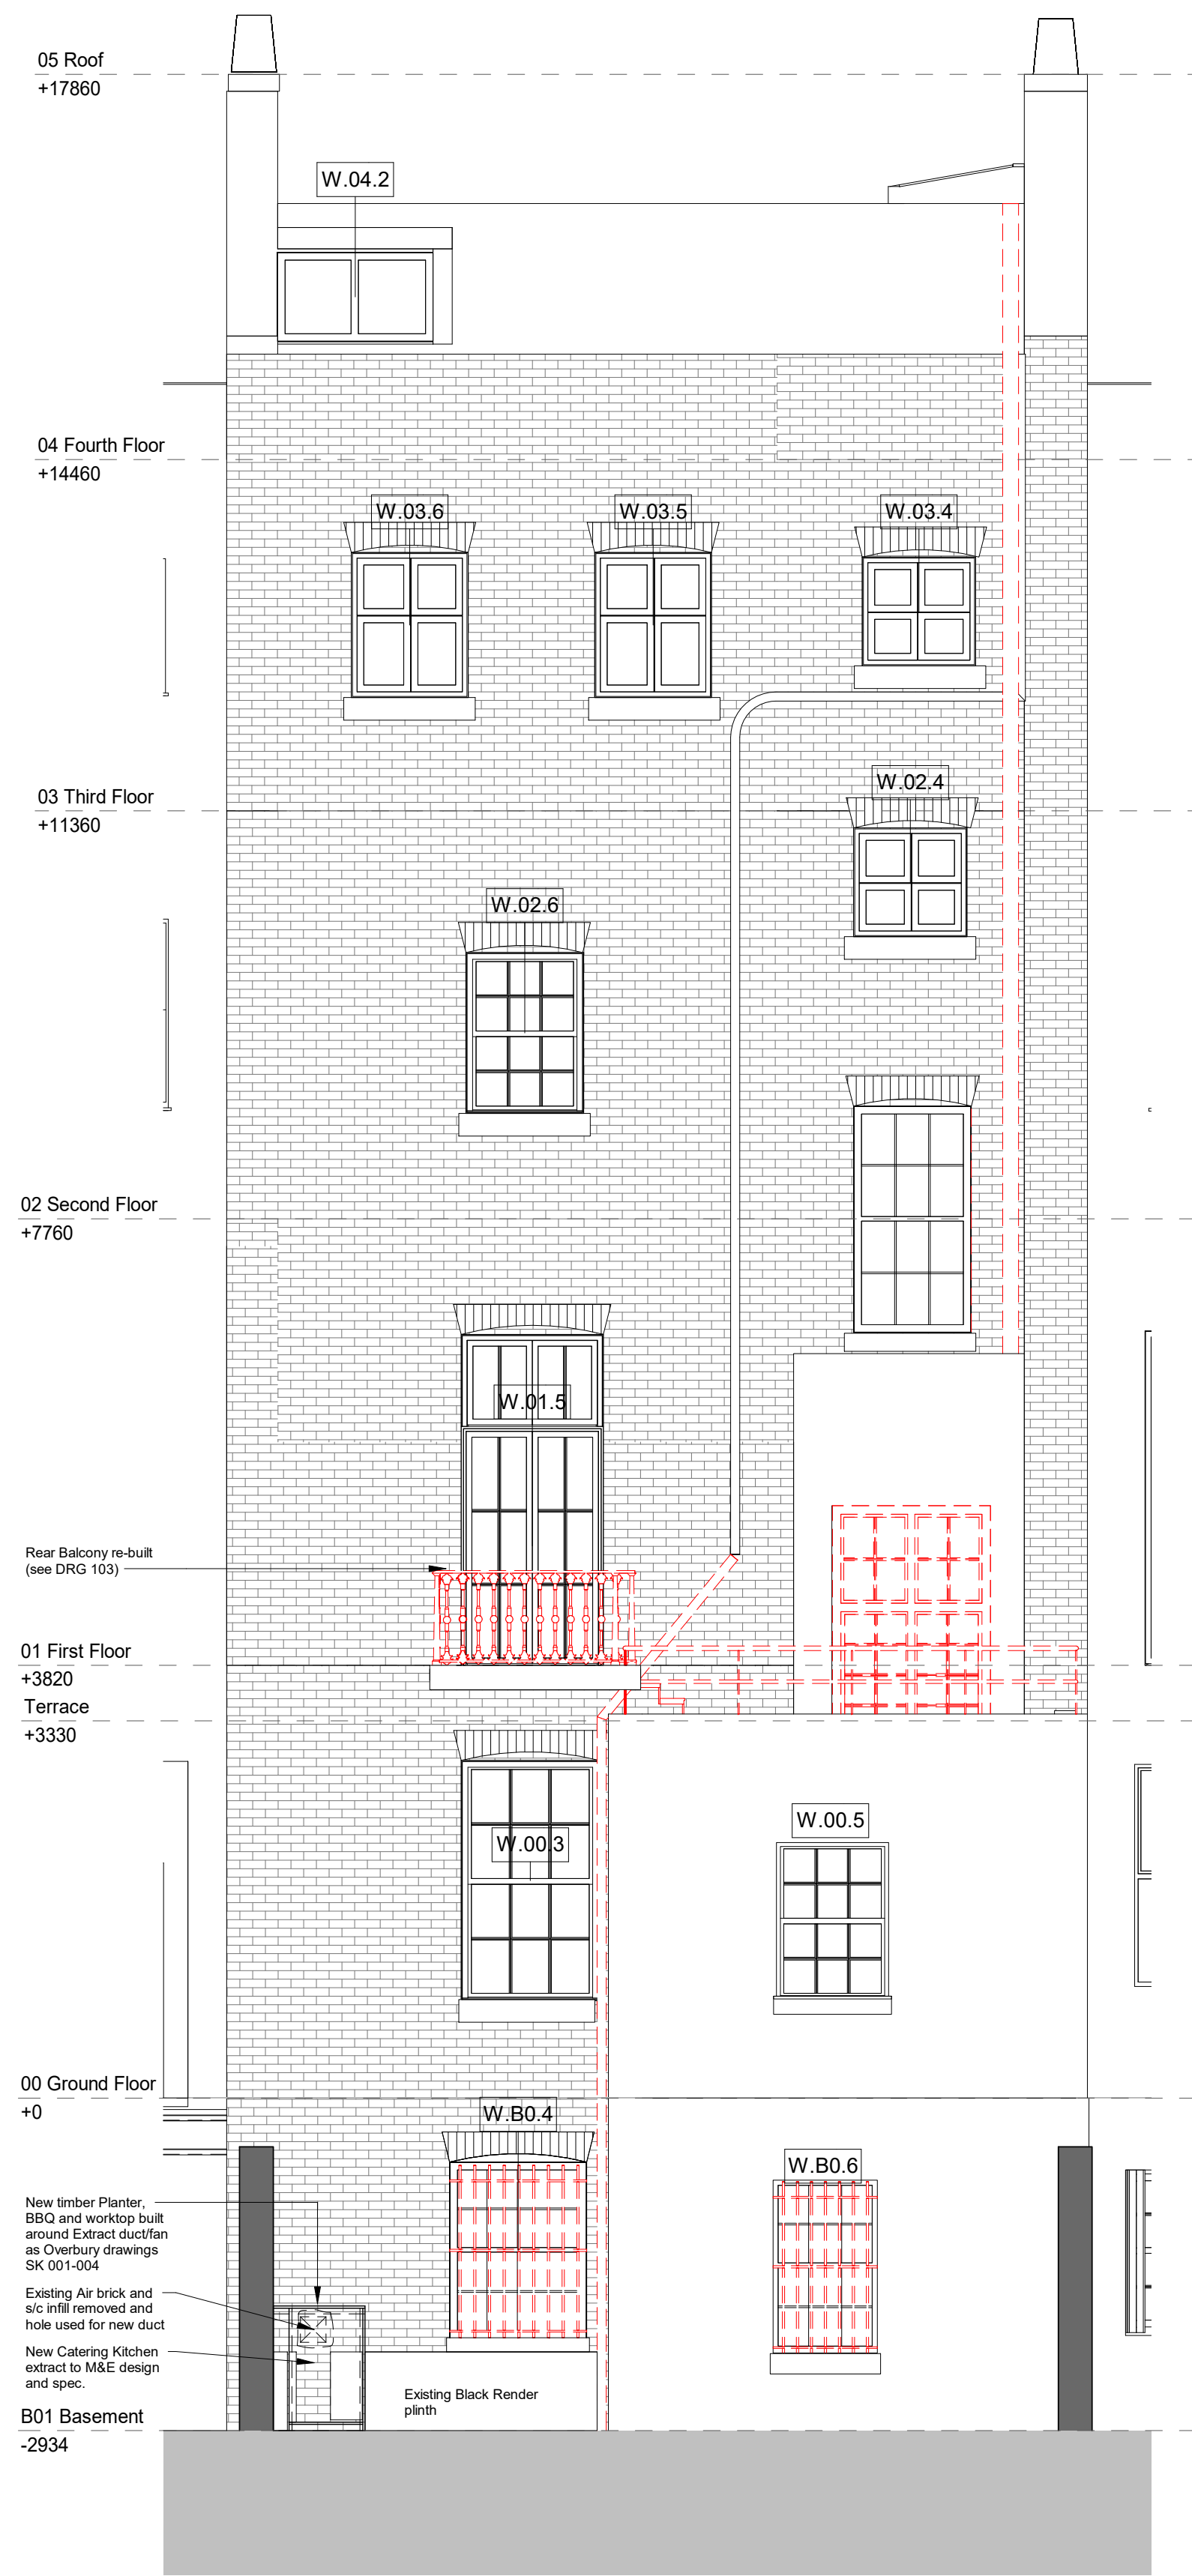 05 Roof
+17860
W.04.2
04 Fourth Floor
+14460
W.03.6
W.03.5
W.03.4
03 Third Floor
+11360
W.02.4
W.02.6
02 Second Floor
+7760
W.01.5
Rear Balcony re-built
(see DRG 103)
01 First Floor
+3820
Terrace
+3330
W.00.5
W.00.3
00 Ground Floor
+0
W.B0.4
W.B0.6
New timber Planter,
BBQ and worktop built
around Extract duct/fan
as Overbury drawings
SK 001-004
Existing Air brick and
s/c infill removed and
hole used for new duct
New Catering Kitchen
extract to M&E design
and spec.
Existing Black Render
plinth
B01 Basement
-2934